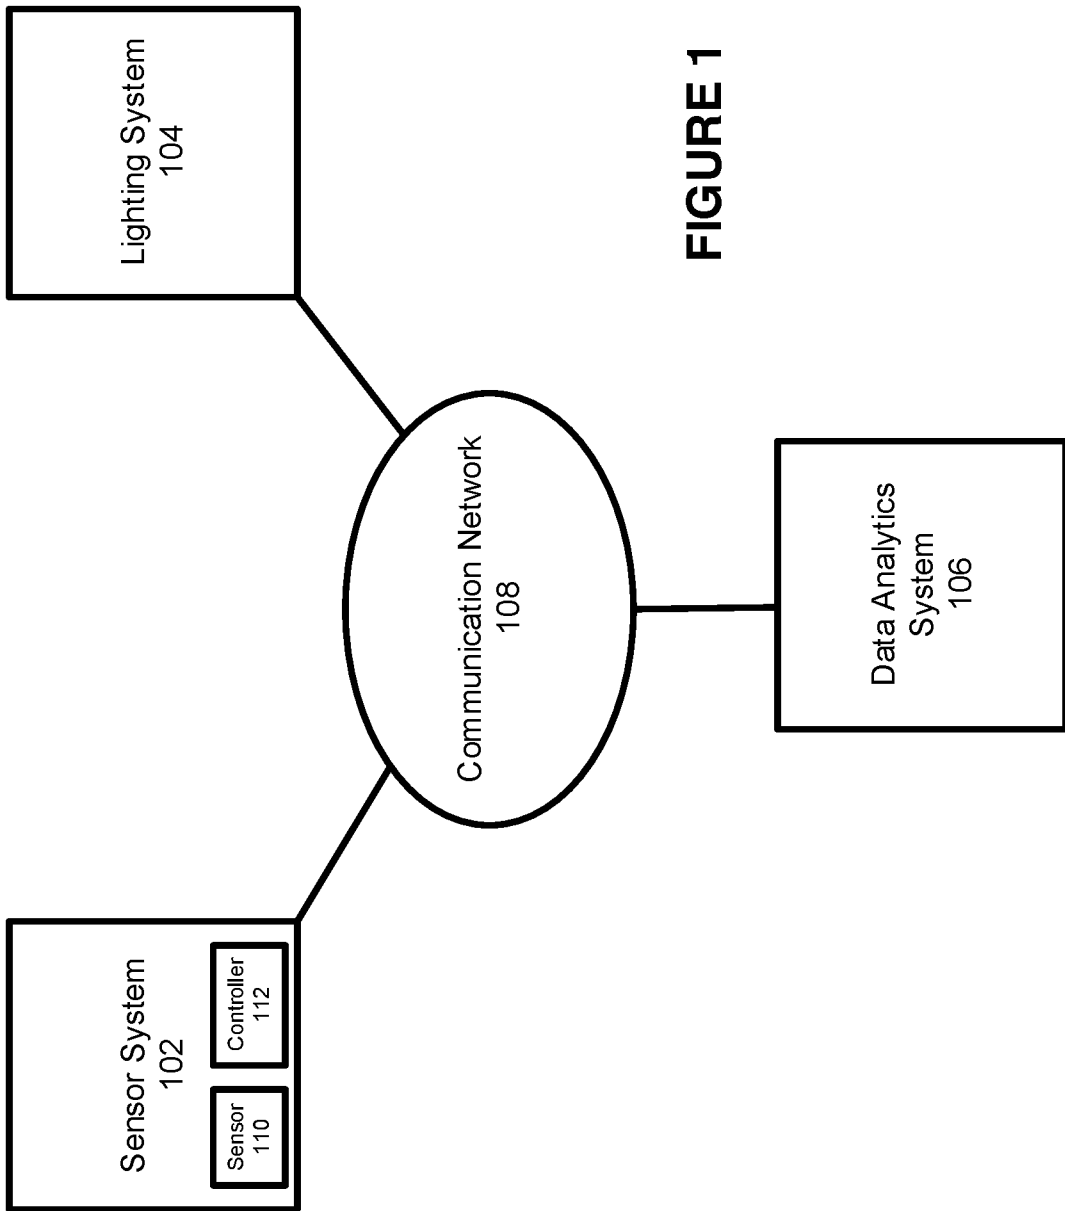 Sensor System
102
Sensor
110
Controller
112
Lighting System
104
Communication Network
108
Data Analytics
System
106
FIGURE 1